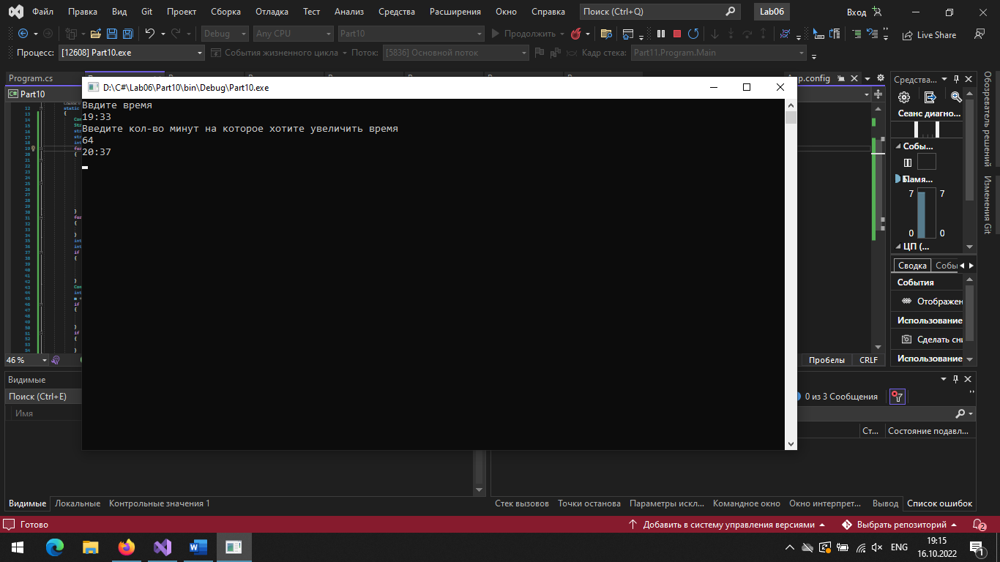 Файл Правка Вид Git Проект Сборка Отладка Тест Анализ Средства Расширения Окно Справка Поиск (Ctrl+Q) Lab06 Вход
Debug Any CPU Part10 Продолжить Live Share
Процесс: [12608] Part10.exe События жизненного цикла Поток: [5836] Основной поток Кадр стека: Part11.Program.Main
Program.cs
App.config
Средства...
C# Part10
D:\C#\Lab06\Part10\bin\Debug\Part10.exe
Ввдите время
19:33
Введите кол-во минут на которое хотите увеличить время
64
20:37
Сеанс диагно...
Собы...
Памя...
7 7
0 0
ЦП (...
Сводка Собы
События
Отображен
Использование
Сделать сни
Использование
Обозреватель решений
Изменения Git
46 %
Пробелы CRLF
Видимые
Поиск (Ctrl+E)
0 из 3 Сообщения
Имя
Ст... Состояние подавл...
Видимые Локальные Контрольные значения 1
Стек вызовов Точки останова Параметры искл... Командное окно Окно интерпрет... Вывод Список ошибок
Готово
Добавить в систему управления версиями Выбрать репозиторий 2
ENG 19:15
16.10.2022 1